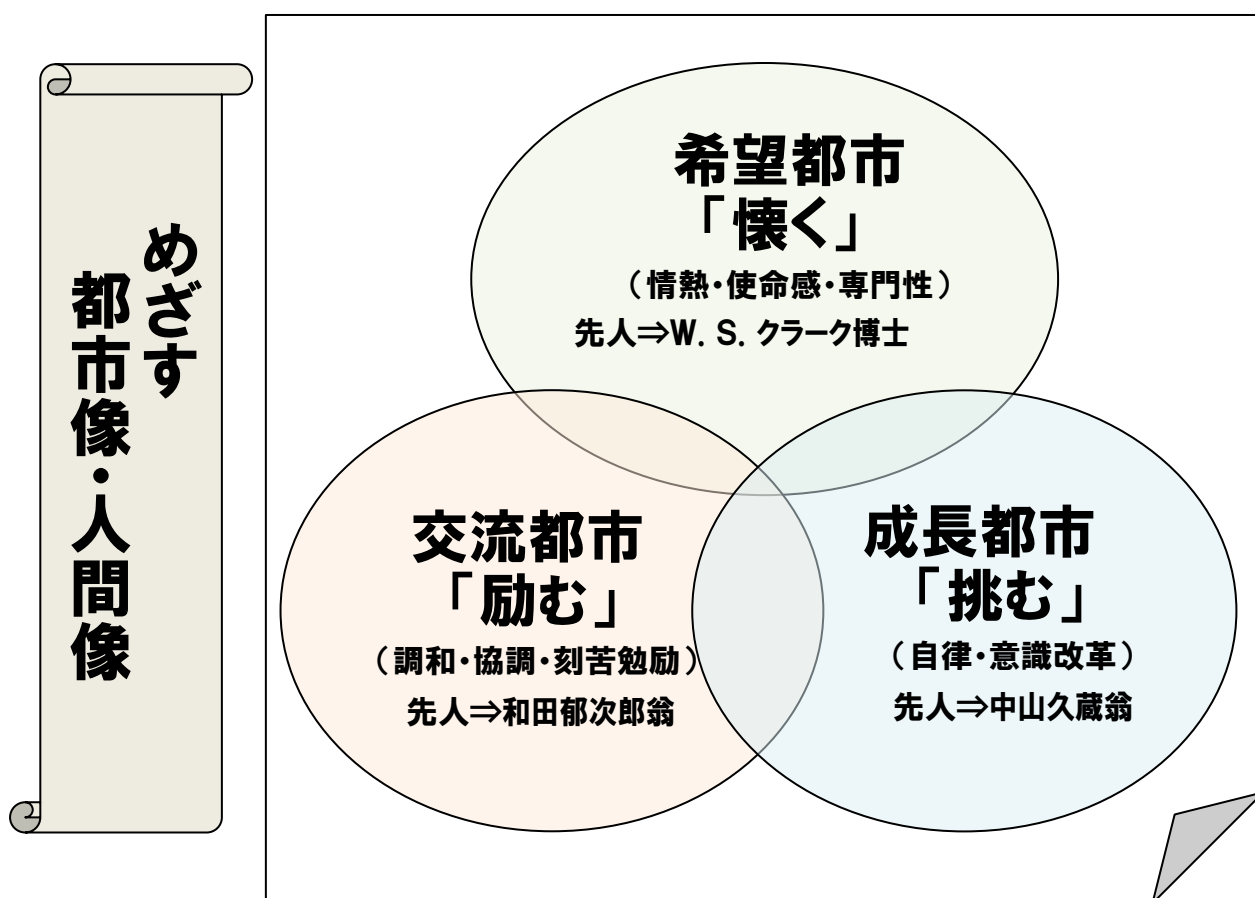 めざす
都市像・人間像
希望都市
「懐く」
（情熱・使命感・専門性）
先人⇒W．S．クラーク博士
交流都市
「励む」
（調和・協調・刻苦勉励）
先人⇒和田郁次郎翁
成長都市
「挑む」
（自律・意識改革）
先人⇒中山久蔵翁